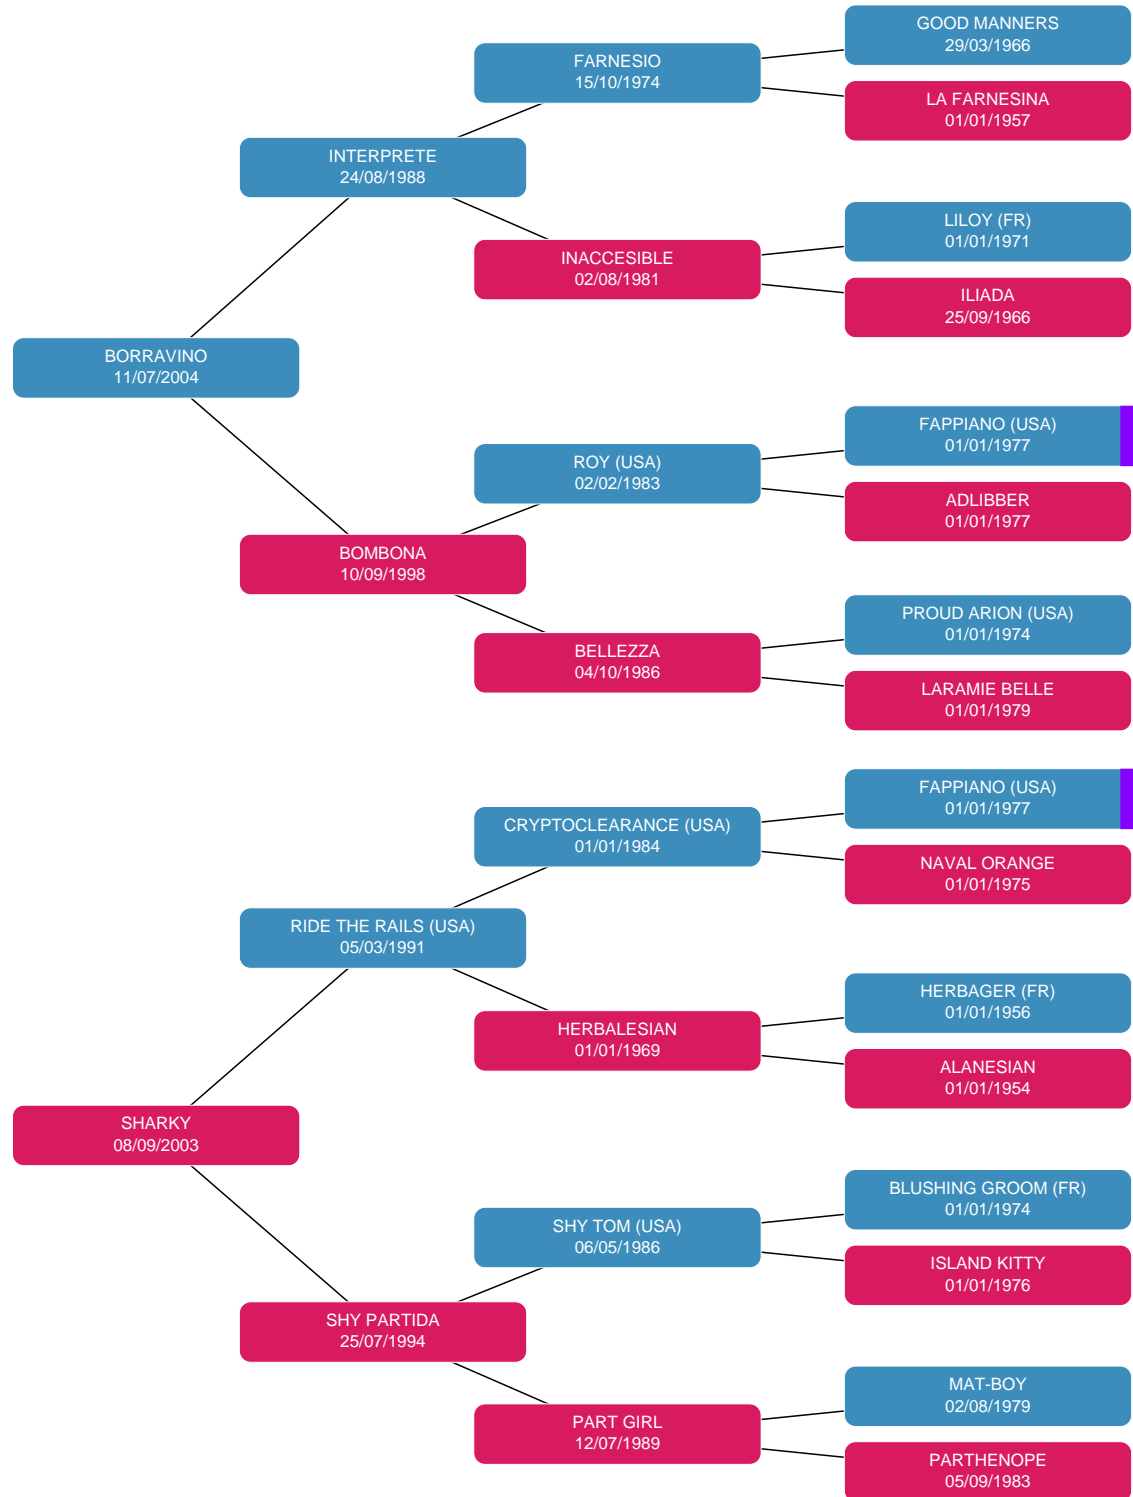 GOOD MANNERS
29/03/1966
FARNESIO
15/10/1974
LA FARNESINA
01/01/1957
INTERPRETE
24/08/1988
LILOY (FR)
01/01/1971
INACCESIBLE
02/08/1981
ILIADA
25/09/1966
BORRAVINO
11/07/2004
FAPPIANO (USA)
01/01/1977
ROY (USA)
02/02/1983
ADLIBBER
01/01/1977
BOMBONA
10/09/1998
PROUD ARION (USA)
01/01/1974
BELLEZZA
04/10/1986
LARAMIE BELLE
01/01/1979
FAPPIANO (USA)
01/01/1977
CRYPTOCLEARANCE (USA)
01/01/1984
NAVAL ORANGE
01/01/1975
RIDE THE RAILS (USA)
05/03/1991
HERBAGER (FR)
01/01/1956
HERBALESIAN
01/01/1969
ALANESIAN
01/01/1954
SHARKY
08/09/2003
BLUSHING GROOM (FR)
01/01/1974
SHY TOM (USA)
06/05/1986
ISLAND KITTY
01/01/1976
SHY PARTIDA
25/07/1994
MAT-BOY
02/08/1979
PART GIRL
12/07/1989
PARTHENOPE
05/09/1983